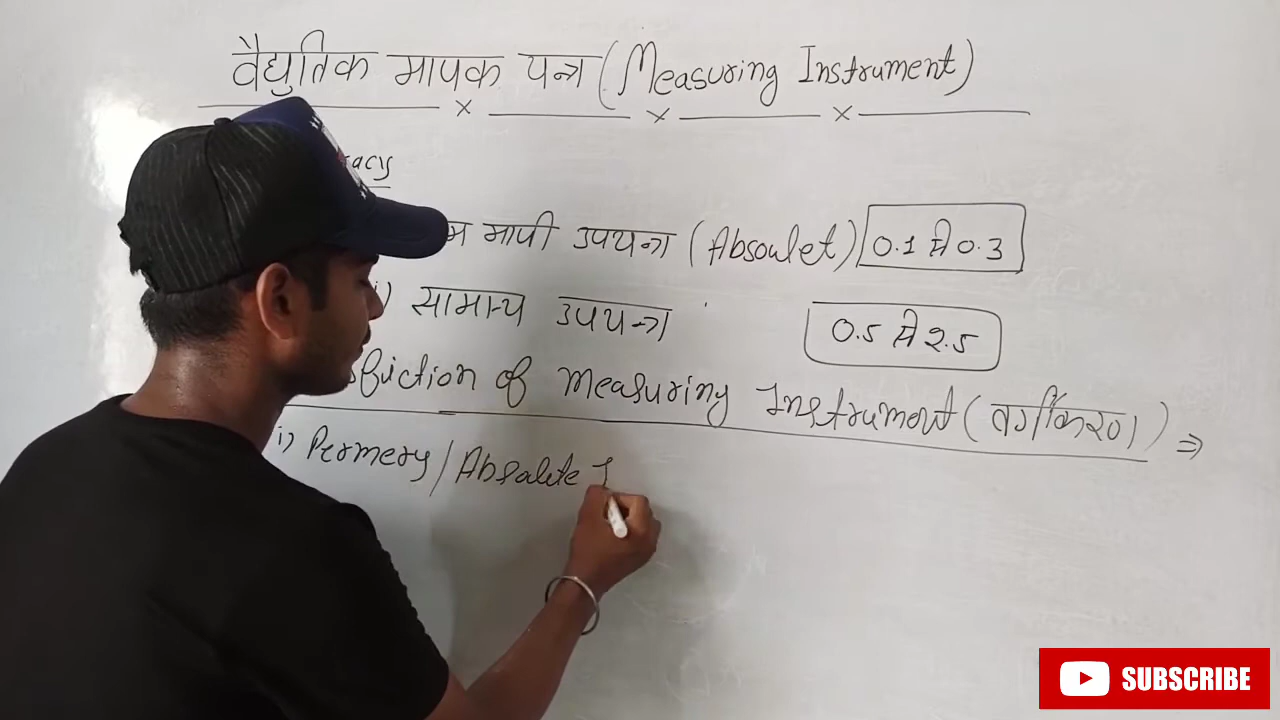 वैद्युतिक मापक यन्त्र (Measuring Instrument)
मापी उपयन्त्र (Absoulet) 0.1 से 0.3
i) सामान्य उपयन्त्र 0.5 से 2.5
of Measuring Instrument (वर्गीकरण) ⇒
i) Permery / Absalite I
SUBSCRIBE